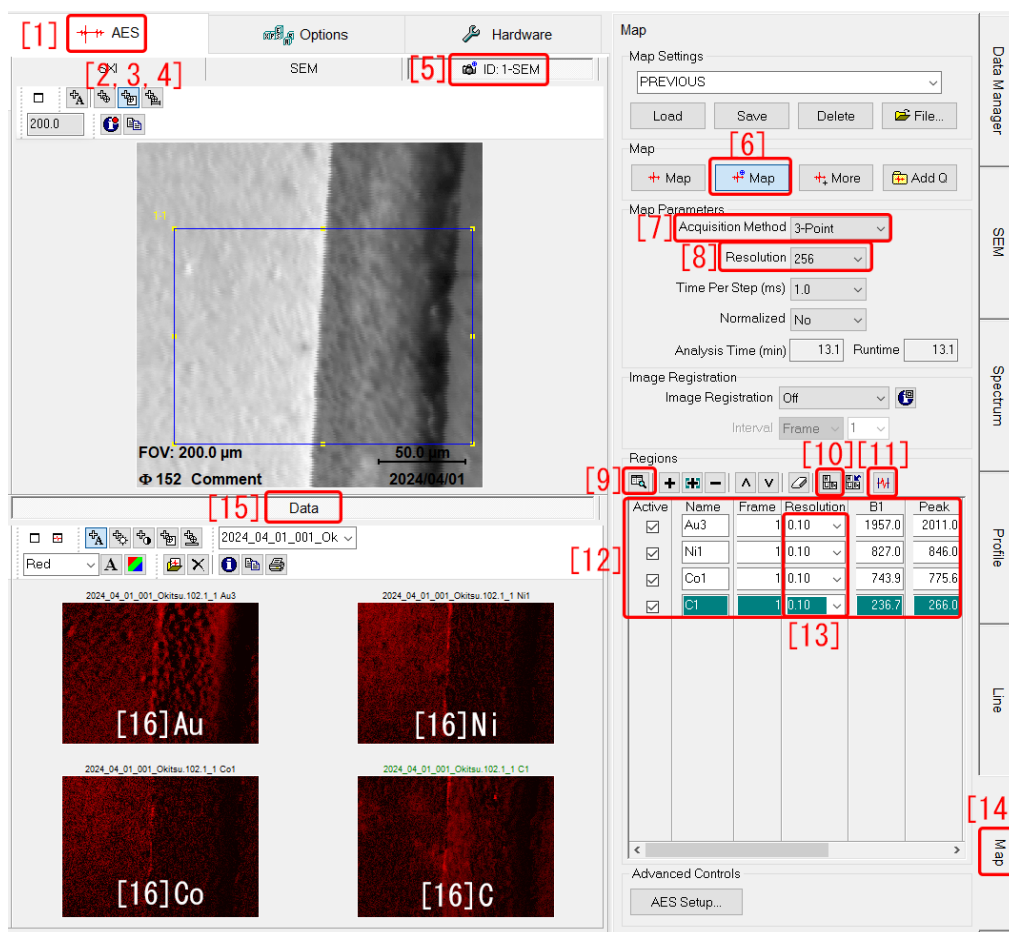 [1] AES
Options
Hardware
SXI
[2, 3, 4]
SEM
[5] ID: 1-SEM
200.0
1-1
FOV: 200.0 µm
50.0 µm
Φ 152 Comment
2024/04/01
[15] Data
2024_04_01_001_Ok
Red
A
2024_04_01_001_Okitsu.102.1_1 Au3
[16]Au
2024_04_01_001_Okitsu.102.1_1 Ni1
[16]Ni
2024_04_01_001_Okitsu.102.1_1 Co1
[16]Co
2024_04_01_001_Okitsu.102.1_1 C1
[16]C
Map
Map Settings
PREVIOUS
Load Save Delete File...
Map
[6]
Map Map More Add Q
Map Parameters
[7] Acquisition Method 3-Point
[8] Resolution 256
Time Per Step (ms) 1.0
Normalized No
Analysis Time (min) 13.1 Runtime 13.1
Image Registration
Image Registration Off
Interval Frame 1
Regions
[9]
[10]
[11]
Active Name Frame Resolution B1 Peak
[12]
Au3 1 0.10 1957.0 2011.0
Ni1 1 0.10 827.0 846.0
Co1 1 0.10 743.9 775.6
C1 1 0.10 236.7 266.0
[13]
Advanced Controls
AES Setup...
Data Manager
SEM
Spectrum
Profile
Line
[14
Map